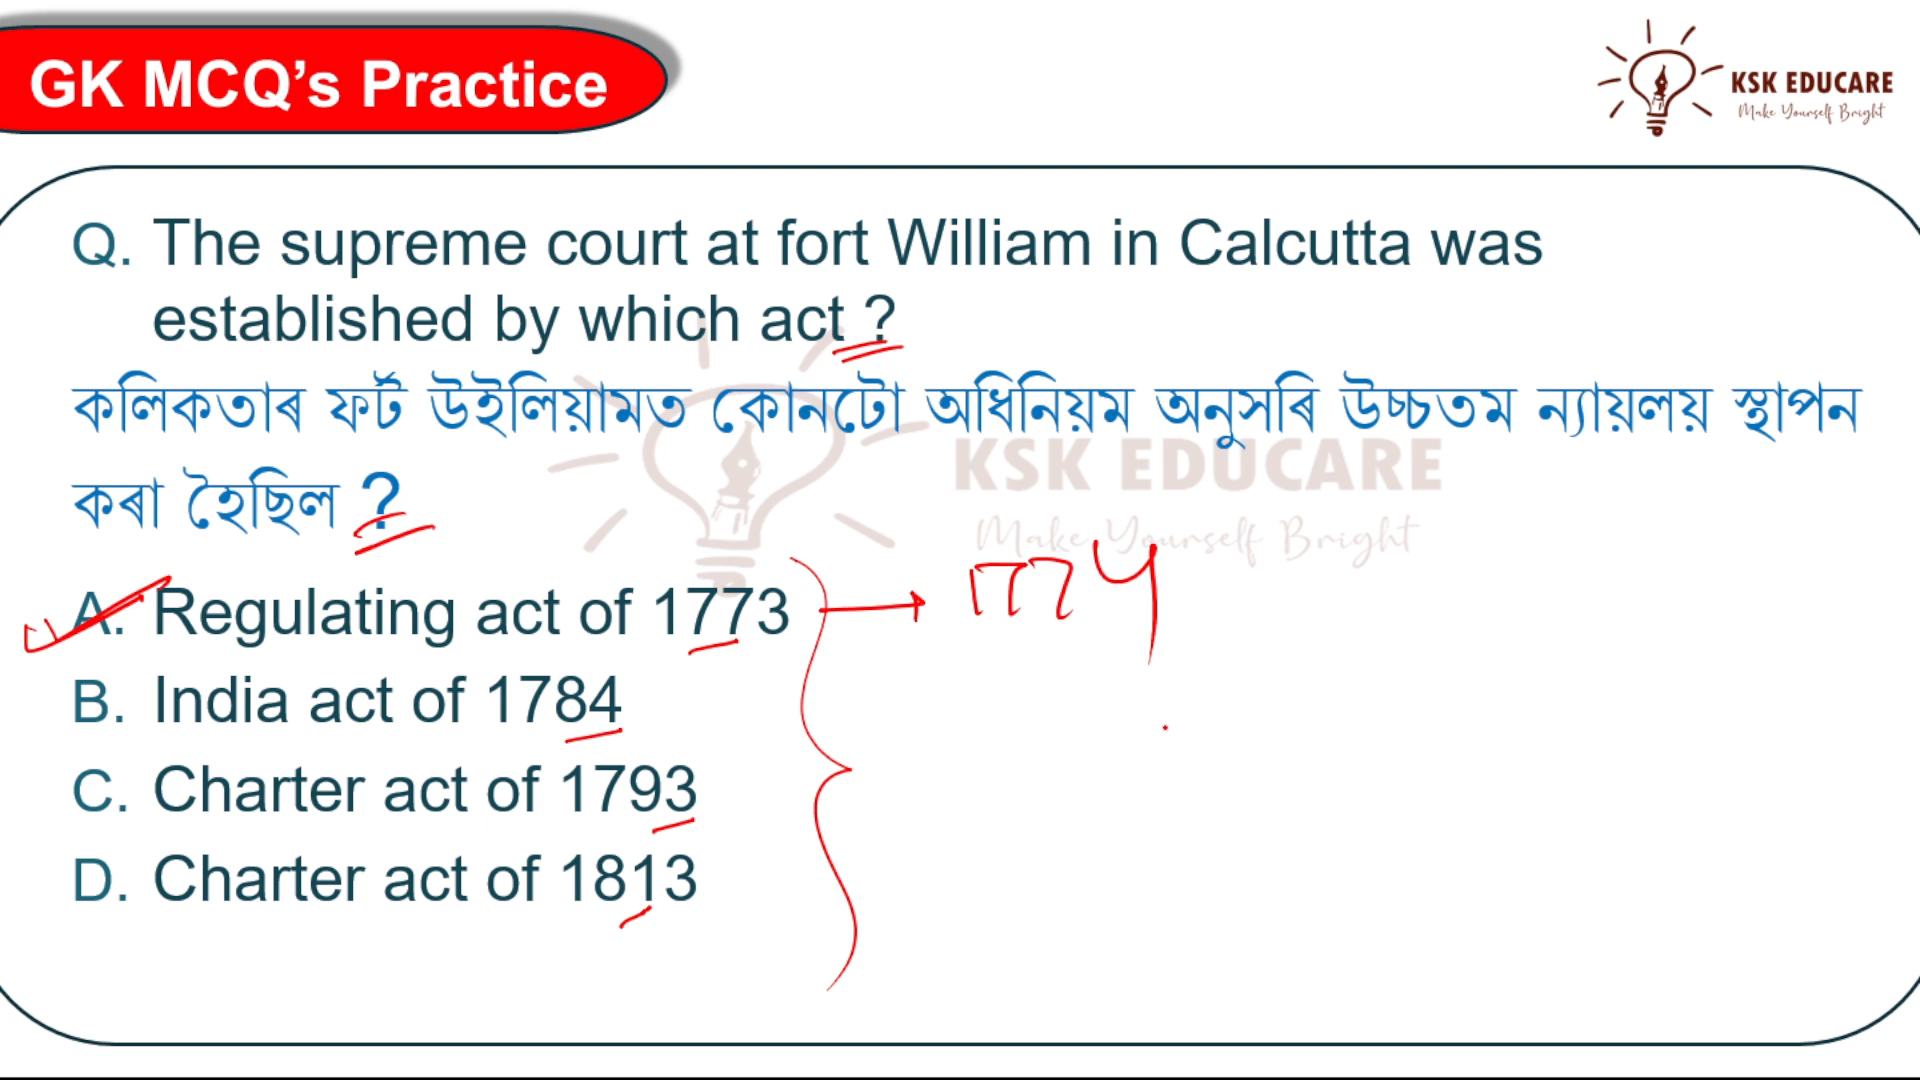 GK MCQ’s Practice
KSK EDUCARE
Make Yourself Bright
Q. The supreme court at fort William in Calcutta was
established by which act ?
কলিকতাৰ ফৰ্ট উইলিয়ামত কোনটো অধিনিয়ম অনুসৰি উচ্চতম ন্যায়লয় স্থাপন
কৰা হৈছিল ?
KSK EDUCARE
Make Yourself Bright
A. Regulating act of 1773
1774
B. India act of 1784
C. Charter act of 1793
D. Charter act of 1813